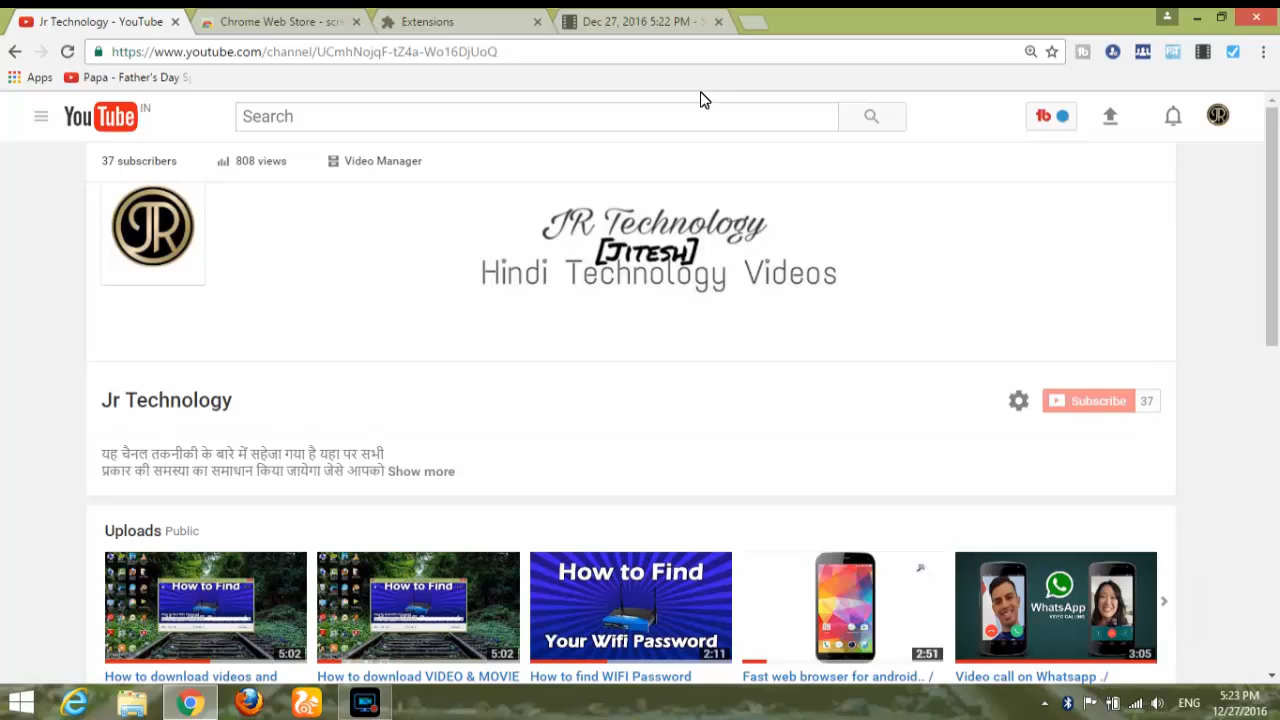 Jr Technology - YouTube
Chrome Web Store - scr
Extensions
Dec 27, 2016 5:22 PM -
https://www.youtube.com/channel/UCmhNojqF-tZ4a-Wo16DjUoQ
Apps
Papa - Father's Day Sp
YouTube IN
Search
37 subscribers
808 views
Video Manager
JR
JR Technology
[JITESH]
Hindi Technology Videos
Jr Technology
Subscribe 37
यह चैनल तकनीकी के बारे में सहेजा गया है यहा पर सभी
प्रकार की समस्या का समाधान किया जायेगा जेसे आपको Show more
Uploads Public
How to Find
5:02
How to Find
5:02
How to Find
Your Wifi Password
2:11
2:51
WhatsApp
VIDEO CALLING
3:05
How to download videos and
How to download VIDEO & MOVIE
How to find WIFI Password
Fast web browser for android.. /
Video call on Whatsapp ./
ENG
5:23 PM
12/27/2016